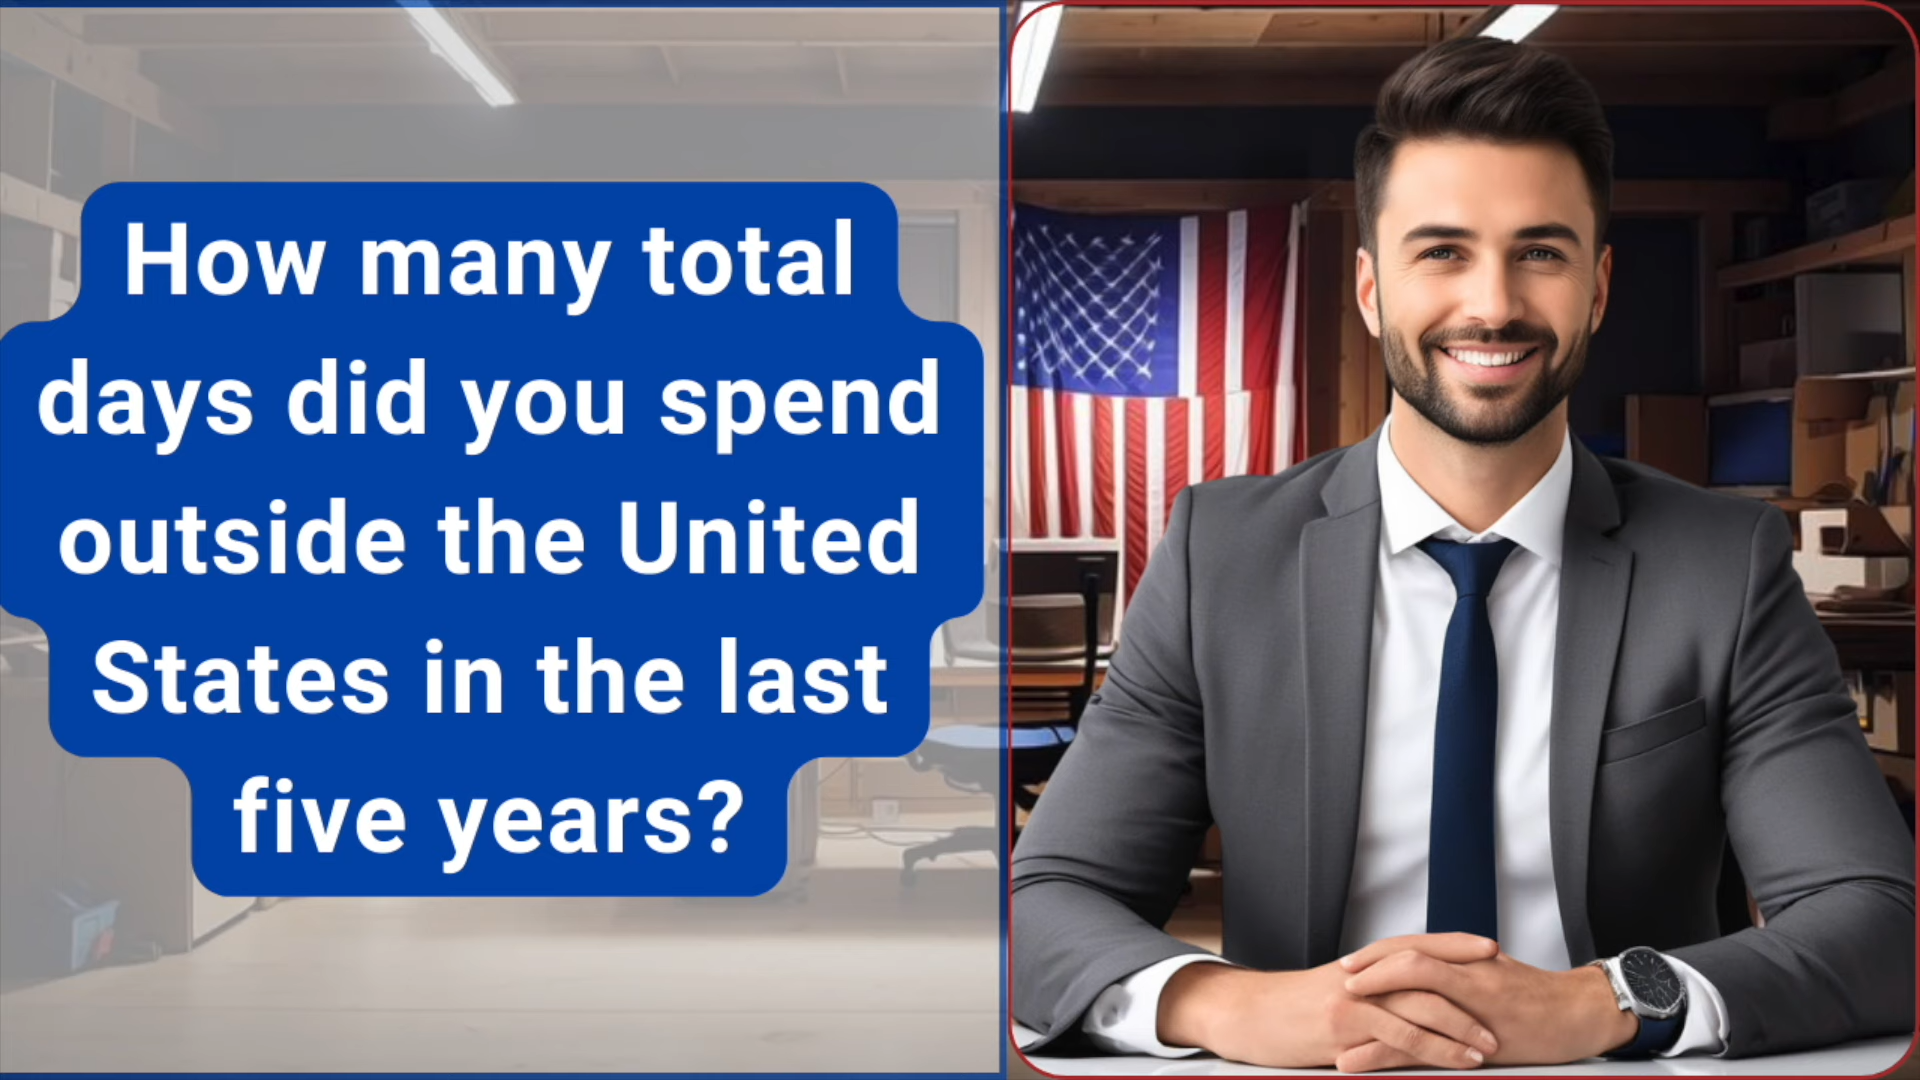 How many total
days did you spend
outside the United
States in the last
five years?